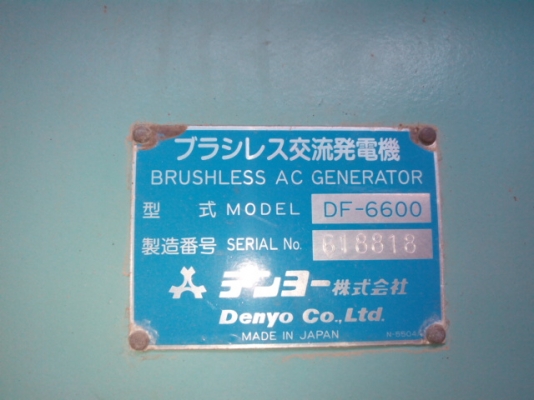 ブラシレス交流発電機
BRUSHLESS AC GENERATOR
型 式 MODEL DF-6600
製造番号 SERIAL No. 618818
デンヨー株式会社
Denyo Co.,Ltd.
MADE IN JAPAN